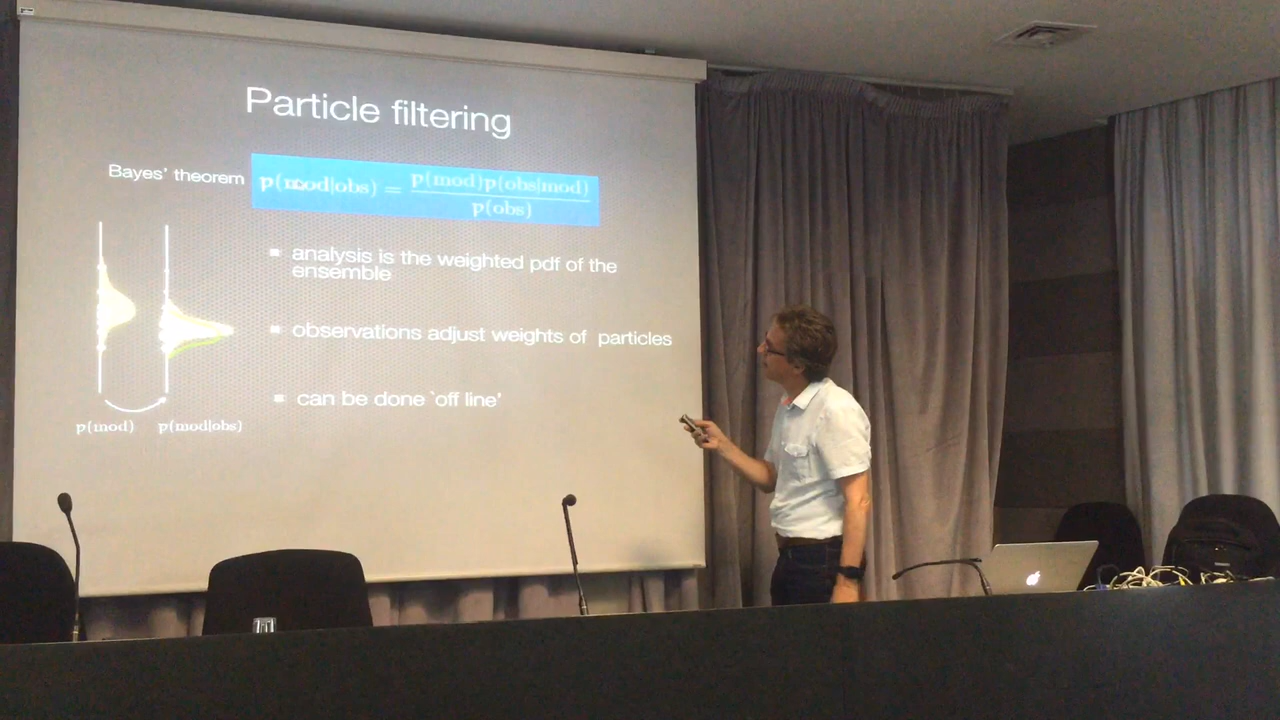 Particle filtering
Bayes' theorem
p(mod|obs) = p(mod)p(obs|mod)
p(obs)
▪ analysis is the weighted pdf of the
ensemble
▪ observations adjust weights of particles
▪ can be done `off line'
p(mod)
p(mod|obs)